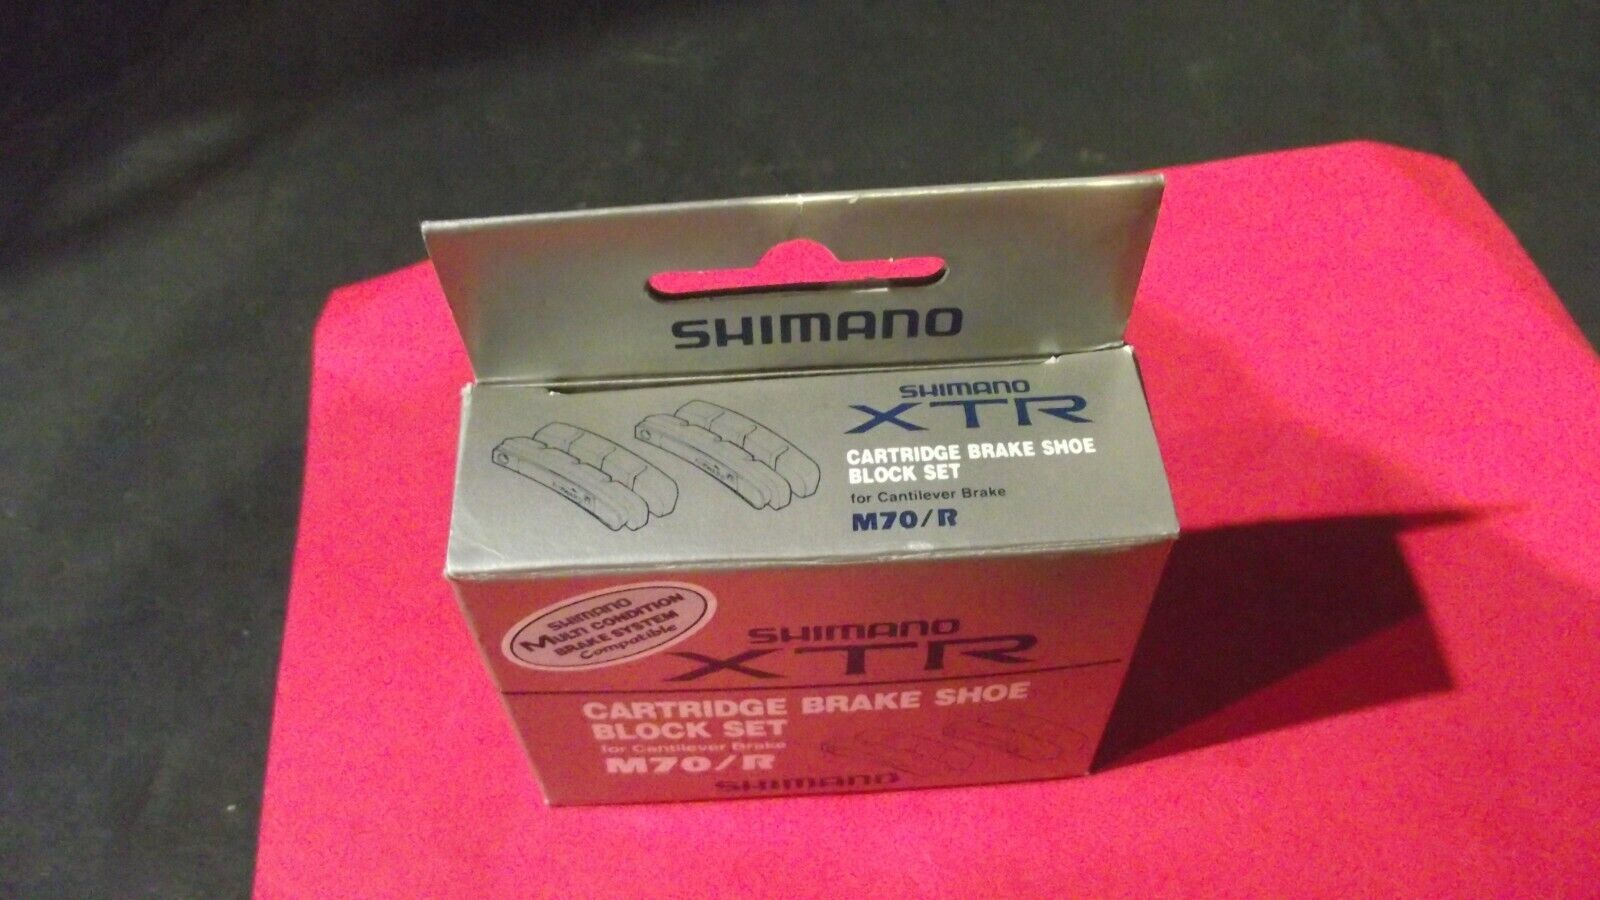 SHIMANO
SHIMANO
XTR
CARTRIDGE BRAKE SHOE
BLOCK SET
for Cantilever Brake
M70/R
SHIMANO
MULTI CONDITION
BRAKE SYSTEM
Compatible
SHIMANO
XTR
CARTRIDGE BRAKE SHOE
BLOCK SET
for Cantilever Brake
M70/R
SHIMANO